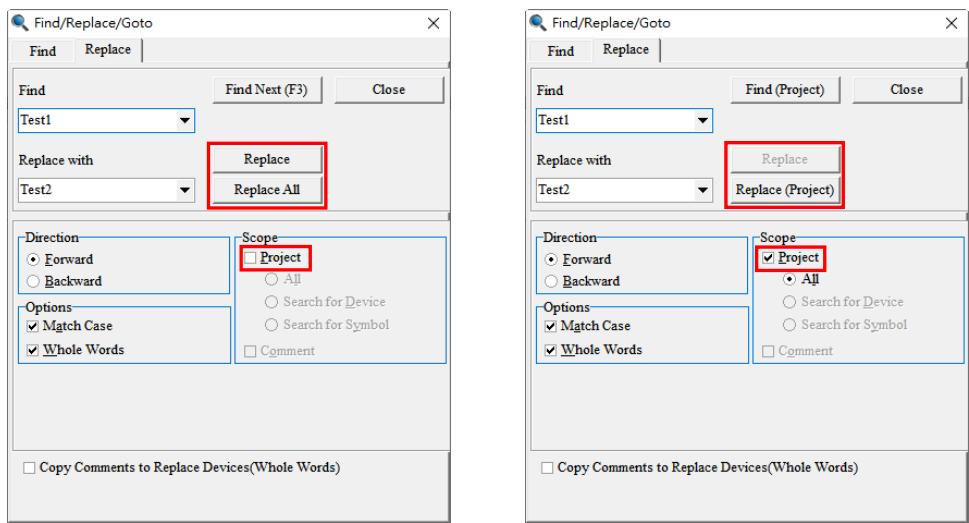 Find/Replace/Goto
Find Replace
Find Find Next (F3) Close
Test1
Replace with Replace
Test2 Replace All
Direction
Forward
Backward
Options
Match Case
Whole Words
Scope
Project
All
Search for Device
Search for Symbol
Comment
Copy Comments to Replace Devices(Whole Words)
Find/Replace/Goto
Find Replace
Find Find (Project) Close
Test1
Replace with Replace
Test2 Replace (Project)
Direction
Forward
Backward
Options
Match Case
Whole Words
Scope
Project
All
Search for Device
Search for Symbol
Comment
Copy Comments to Replace Devices(Whole Words)